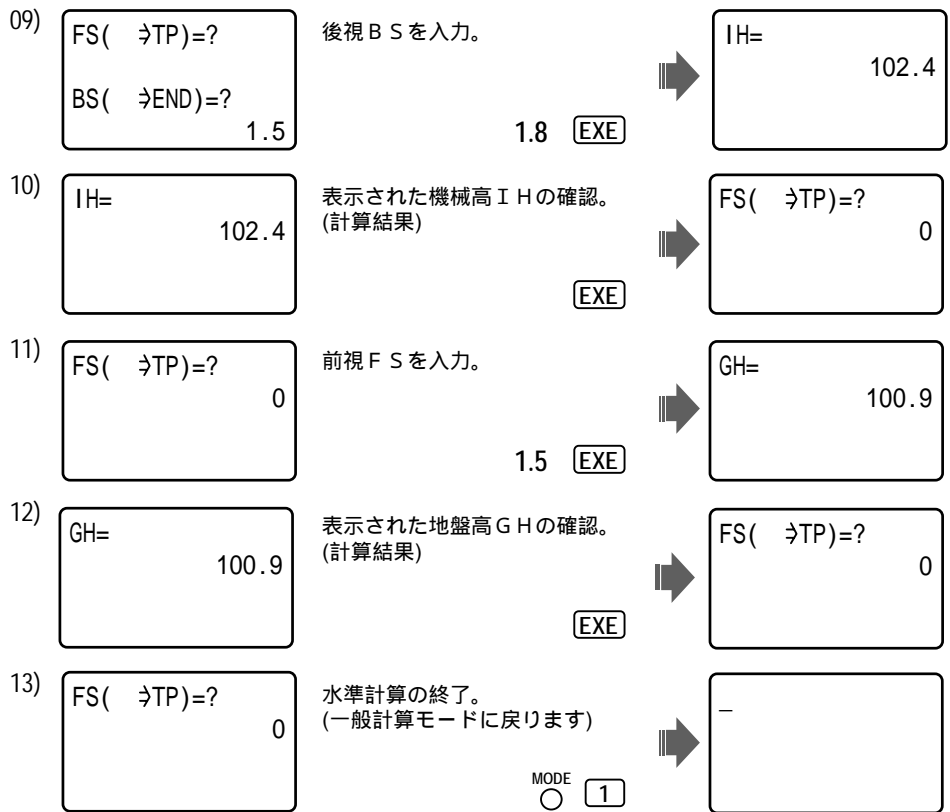 09)
FS(   ⇒TP)=?
BS(   ⇒END)=?
1.5
後視ＢＳを入力。
1.8 EXE
IH=
102.4
10)
IH=
102.4
表示された機械高ＩＨの確認。
(計算結果)
EXE
FS(   ⇒TP)=?
0
11)
FS(   ⇒TP)=?
0
前視ＦＳを入力。
1.5 EXE
GH=
100.9
12)
GH=
100.9
表示された地盤高ＧＨの確認。
(計算結果)
EXE
FS(   ⇒TP)=?
0
13)
FS(   ⇒TP)=?
0
水準計算の終了。
(一般計算モードに戻ります)
MODE
1
_